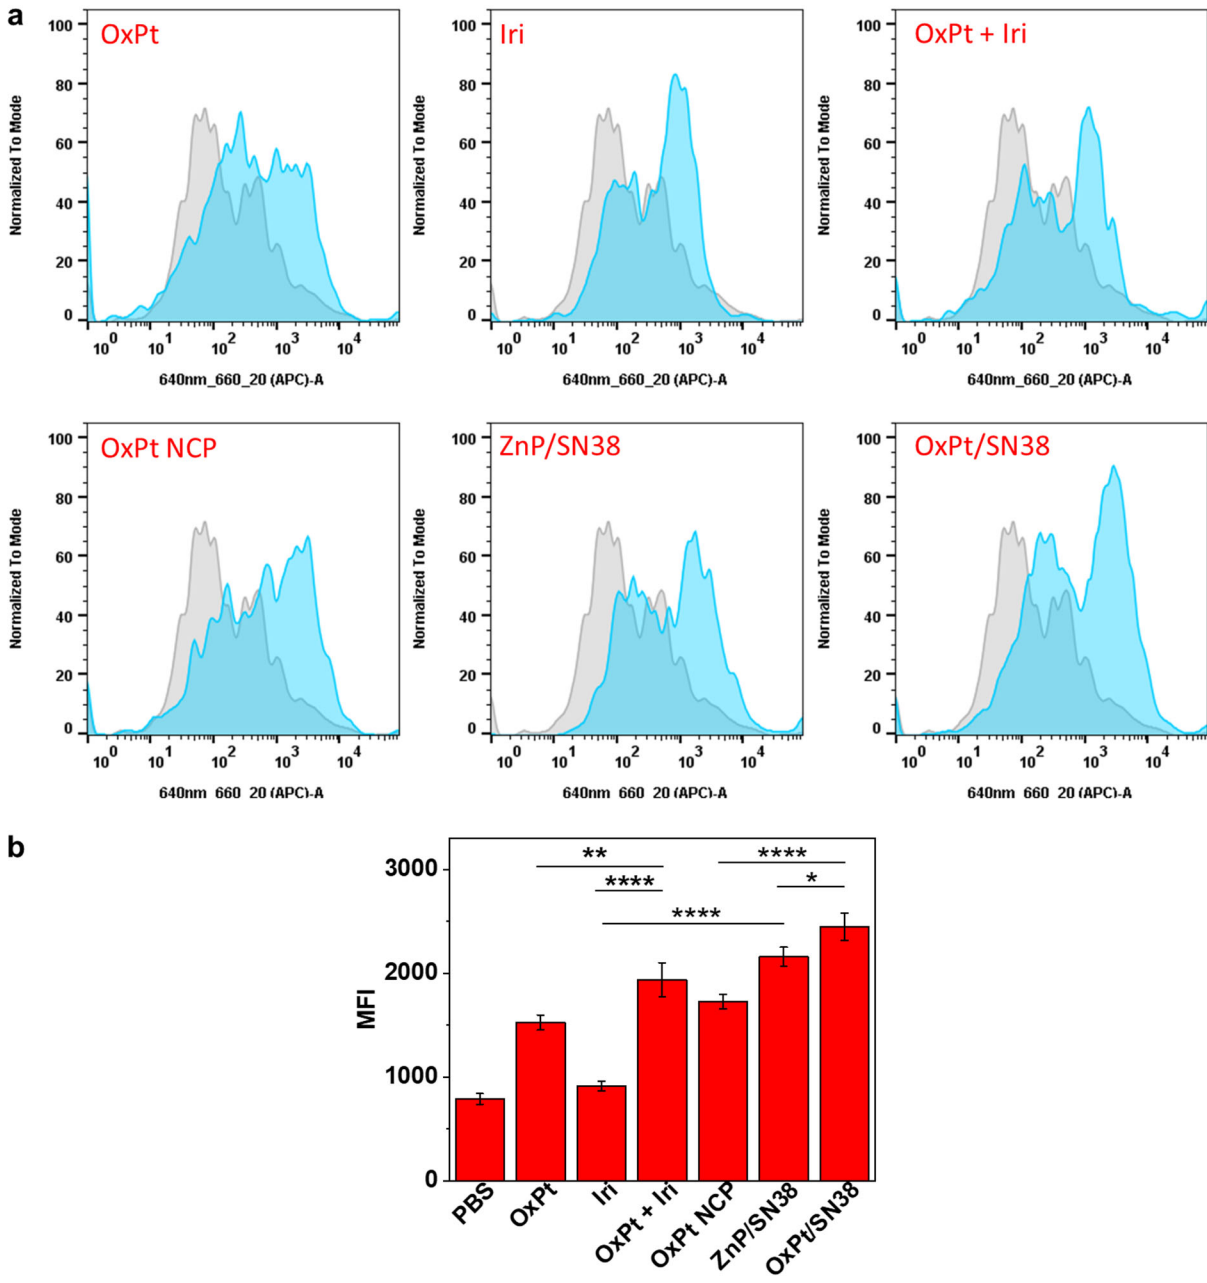 a
OxPt
Iri
OxPt + Iri
100
80
60
40
20
0
Normalized To Mode
10^0 10^1 10^2 10^3 10^4
640nm_660_20 (APC)-A
100
80
60
40
20
0
Normalized To Mode
10^0 10^1 10^2 10^3 10^4
640nm_660_20 (APC)-A
100
80
60
40
20
0
Normalized To Mode
10^0 10^1 10^2 10^3 10^4
640nm_660_20 (APC)-A
OxPt NCP
ZnP/SN38
OxPt/SN38
100
80
60
40
20
0
Normalized To Mode
10^0 10^1 10^2 10^3 10^4
640nm_660_20 (APC)-A
100
80
60
40
20
0
Normalized To Mode
10^0 10^1 10^2 10^3 10^4
640nm_660_20 (APC)-A
100
80
60
40
20
0
Normalized To Mode
10^0 10^1 10^2 10^3 10^4
640nm_660_20 (APC)-A
b
3000
2000
1000
0
MFI
** ****
**** *
****
PBS
OxPt
Iri
OxPt + Iri
OxPt NCP
ZnP/SN38
OxPt/SN38